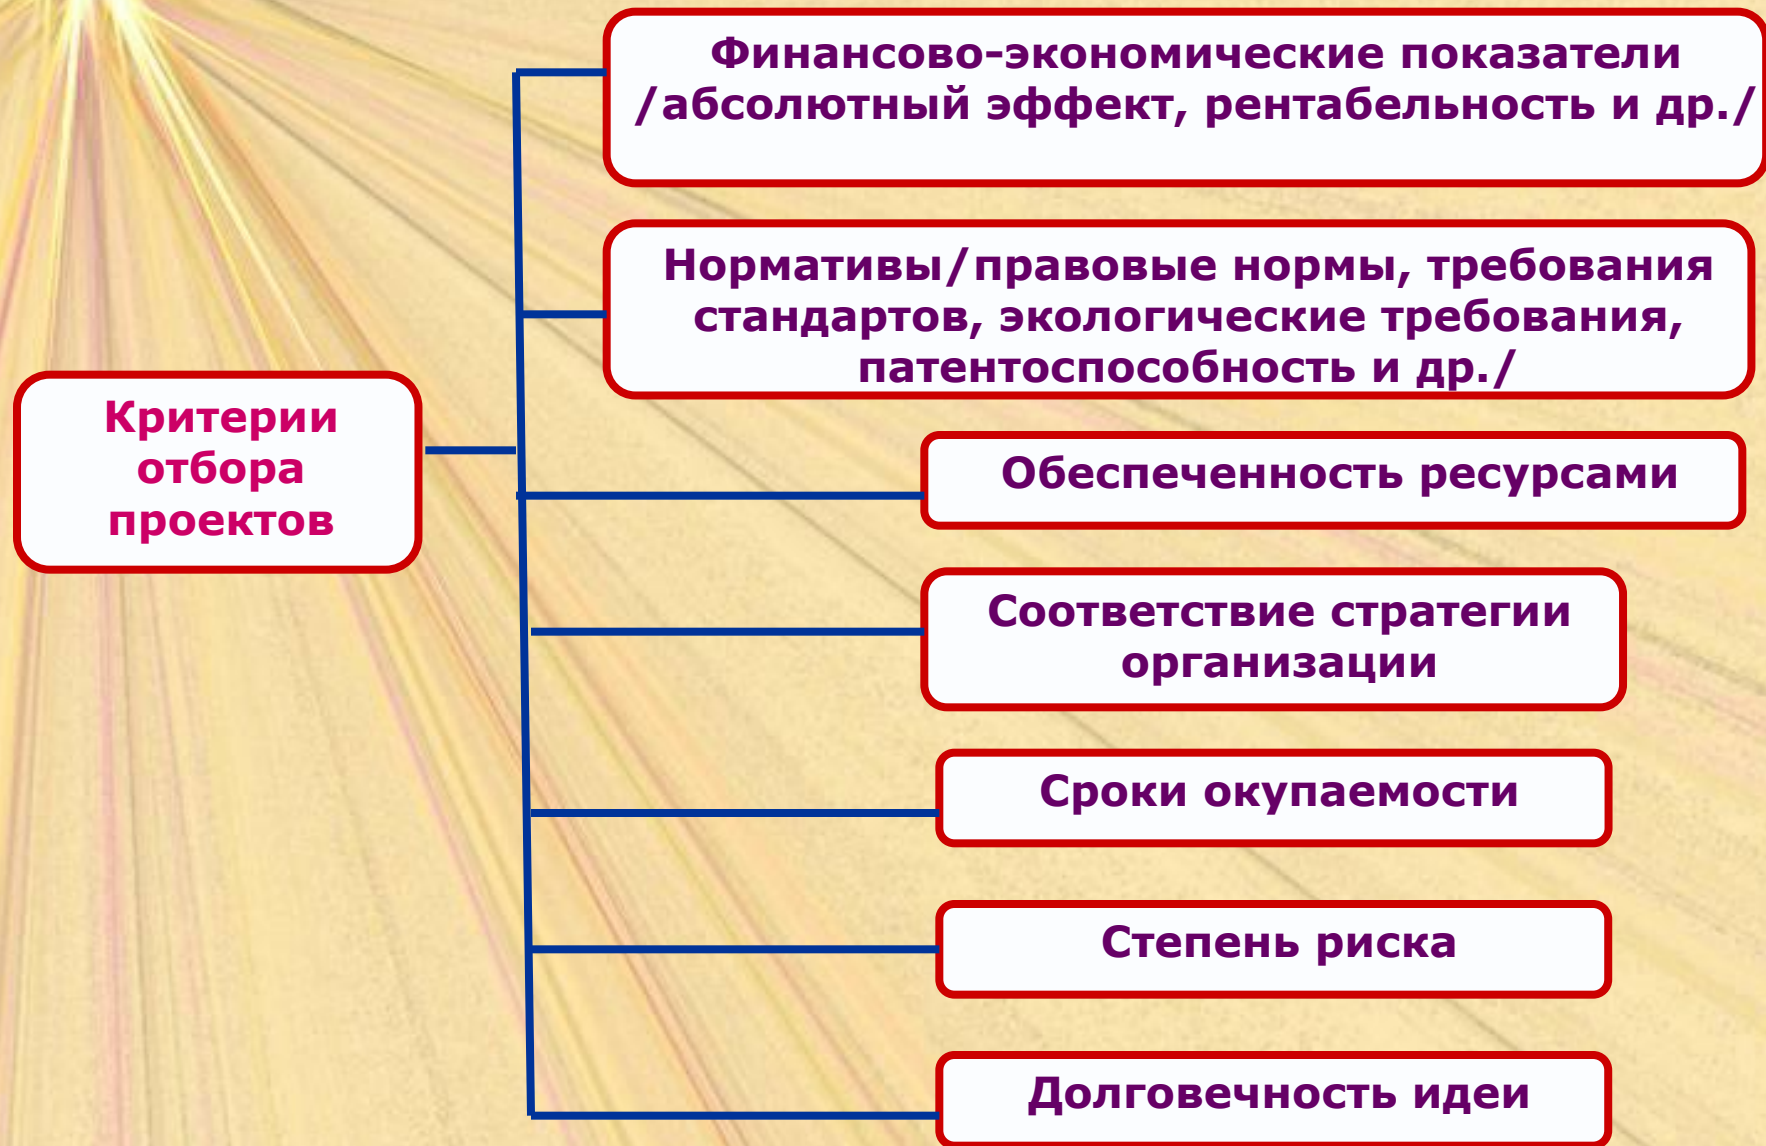 Финансово-экономические показатели
/абсолютный эффект, рентабельность и др./
Нормативы/правовые нормы, требования
стандартов, экологические требования,
патентоспособность и др./
Критерии
отбора
проектов
Обеспеченность ресурсами
Соответствие стратегии
организации
Сроки окупаемости
Степень риска
Долговечность идеи